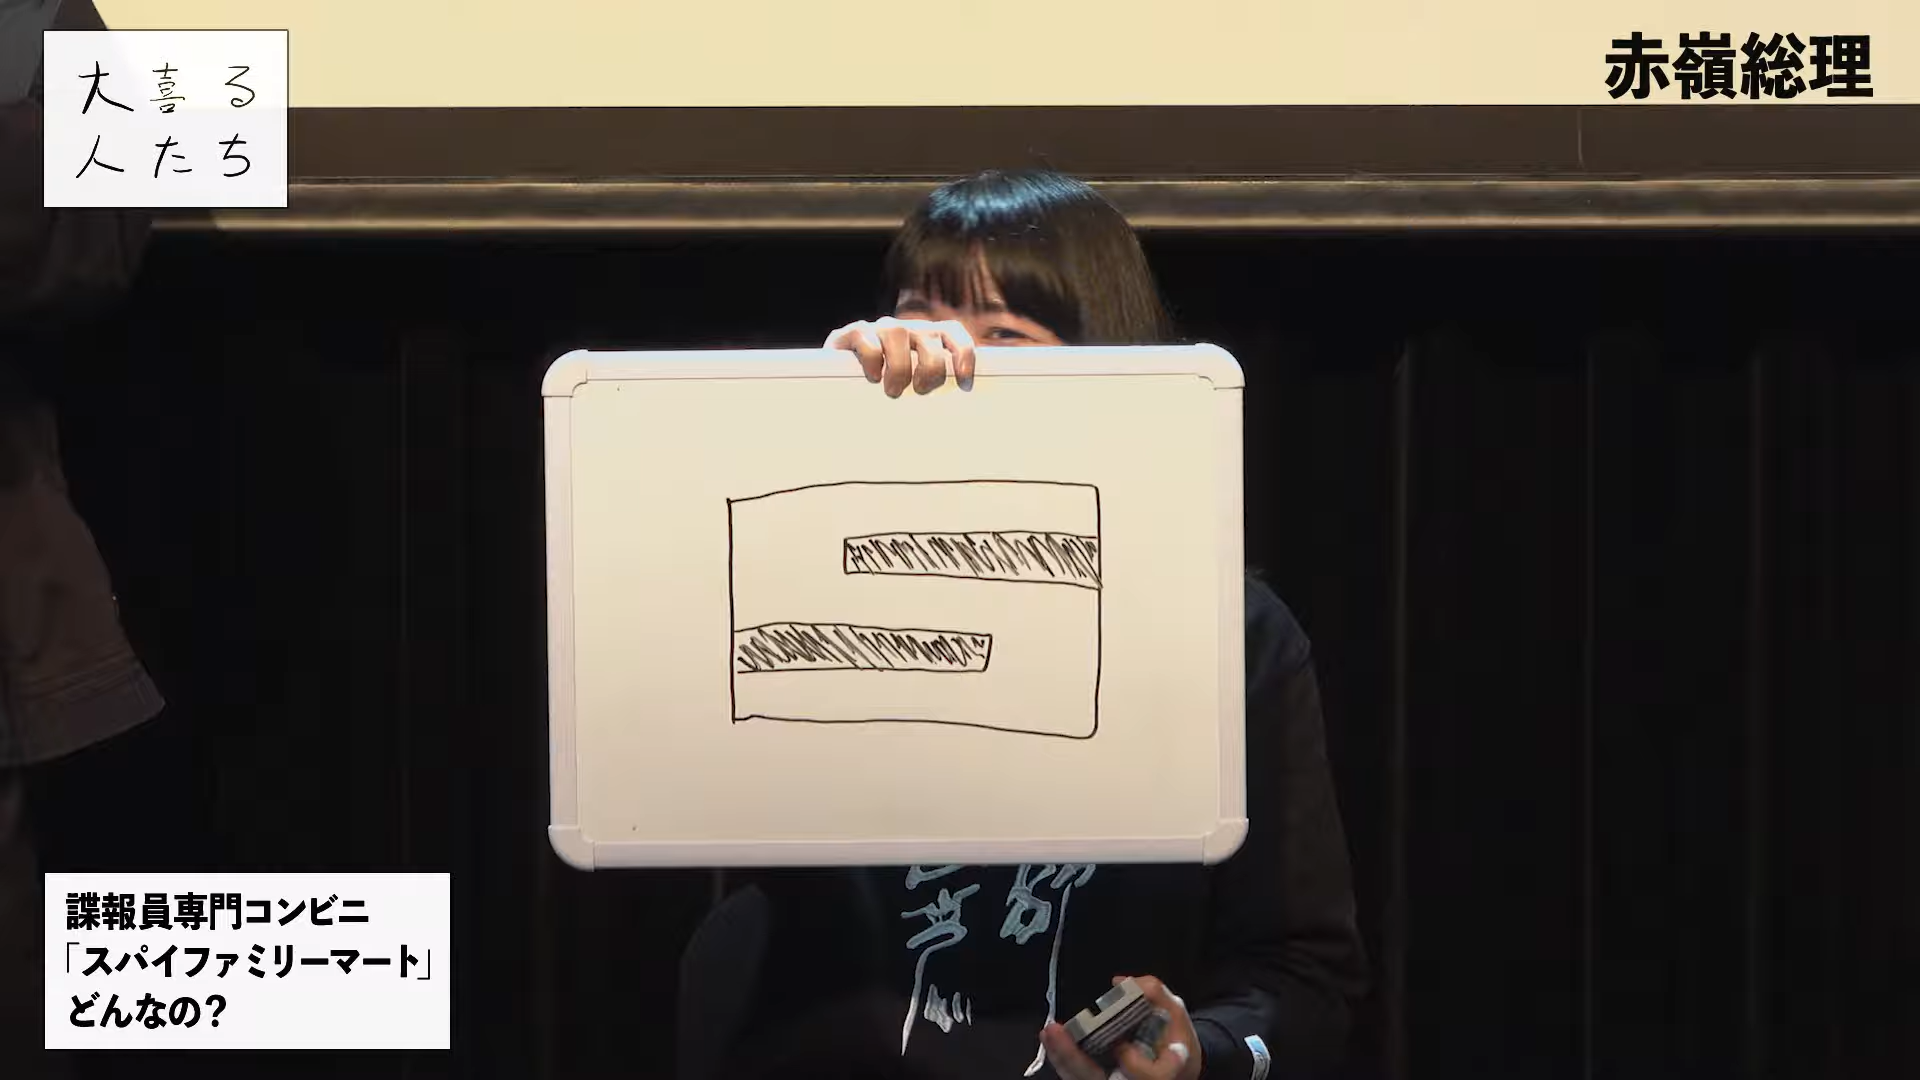 大喜る
人たち
赤嶺総理
諜報員専門コンビニ
「スパイファミリーマート」
どんなの?